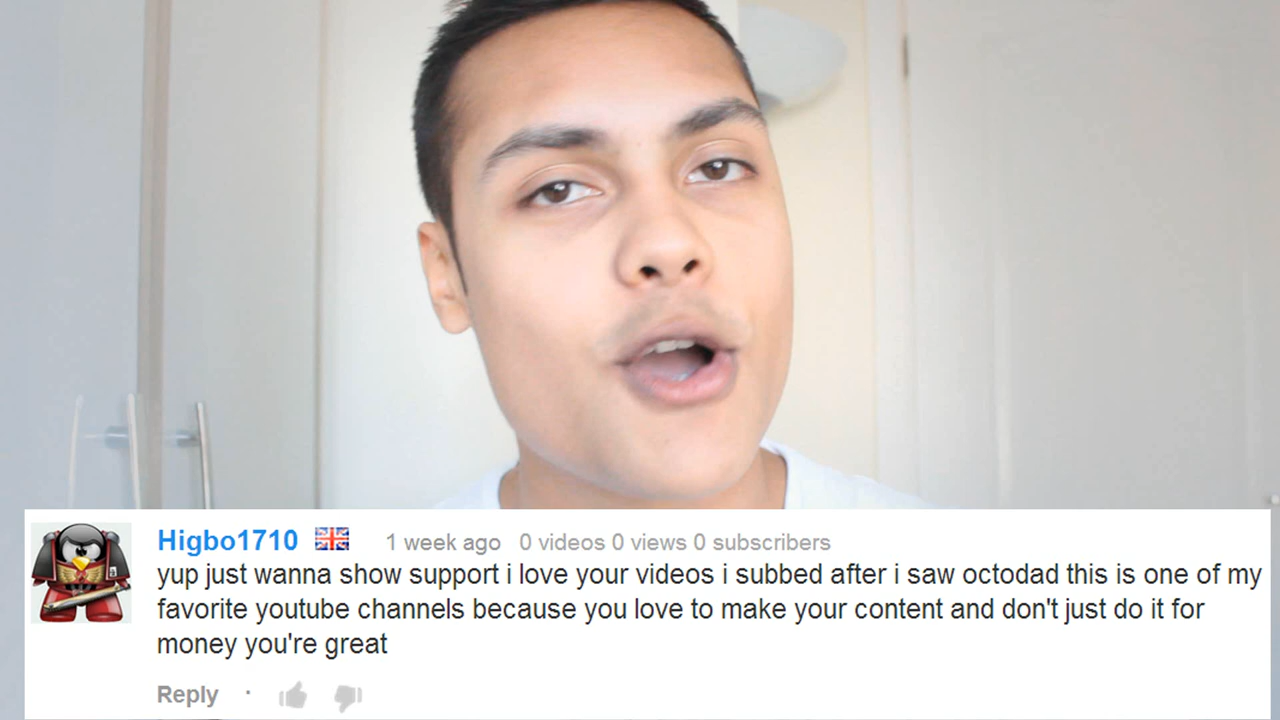 Higbo1710 1 week ago 0 videos 0 views 0 subscribers
yup just wanna show support i love your videos i subbed after i saw octodad this is one of my
favorite youtube channels because you love to make your content and don't just do it for
money you're great
Reply ·